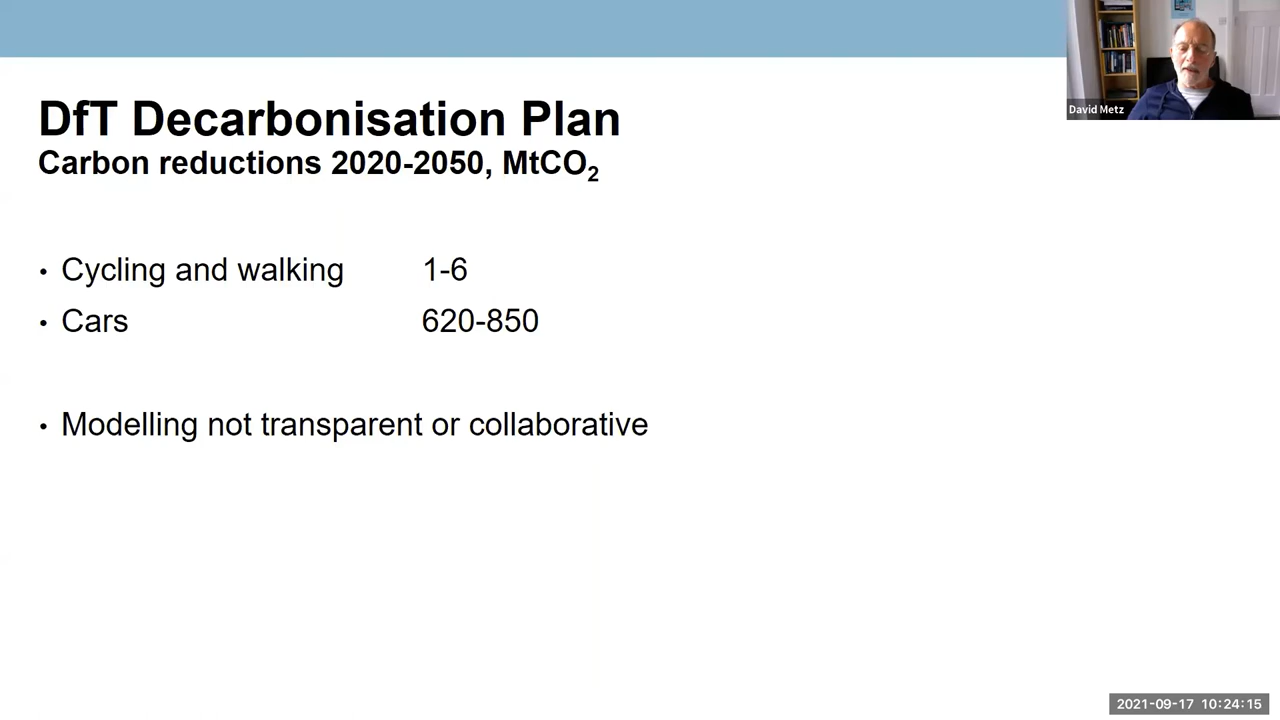 David Metz
DfT Decarbonisation Plan
Carbon reductions 2020-2050, MtCO₂
• Cycling and walking 1-6
• Cars 620-850
• Modelling not transparent or collaborative
2021-09-17 10:24:15